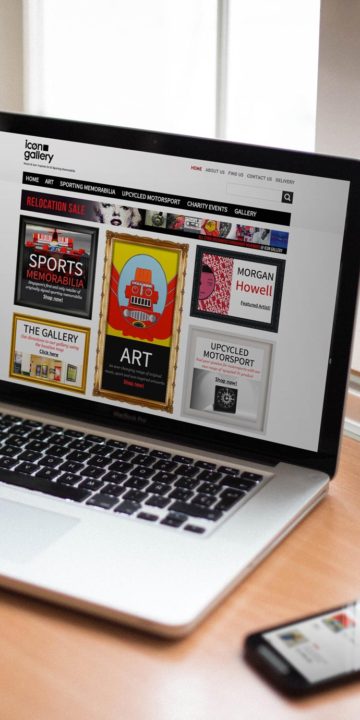 icon
gallery
HOME ABOUT US FIND US CONTACT US DELIVERY
HOME ART SPORTING MEMORABILIA UPCYCLED MOTORSPORT CHARITY EVENTS GALLERY
RELOCATION SALE
SPORTS
MEMORABILIA
Shop now!
THE GALLERY
Click here
ART
Shop now!
MORGAN
Howell
Featured Artist!
UPCYCLED
MOTORSPORT
Shop now!
MacBook Pro